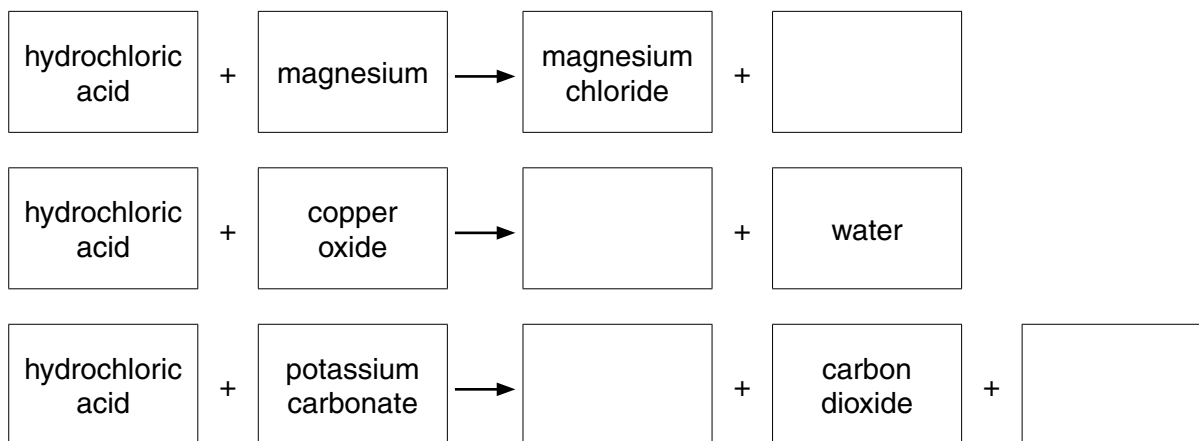 hydrochloric acid + magnesium → magnesium chloride +
hydrochloric acid + copper oxide → + water
hydrochloric acid + potassium carbonate → + carbon dioxide +